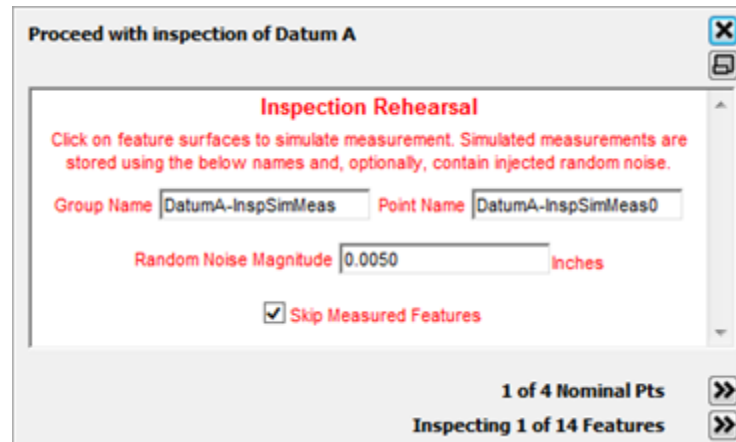 Proceed with inspection of Datum A
Inspection Rehearsal
Click on feature surfaces to simulate measurement. Simulated measurements are
stored using the below names and, optionally, contain injected random noise.
Group Name DatumA-InspSimMeas Point Name DatumA-InspSimMeas0
Random Noise Magnitude 0.0050 Inches
Skip Measured Features
1 of 4 Nominal Pts
Inspecting 1 of 14 Features